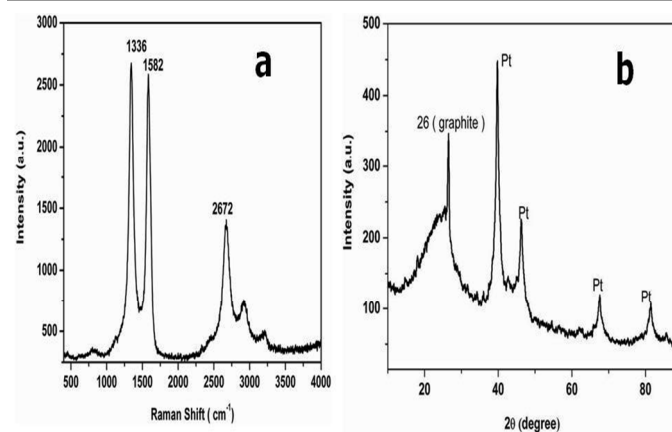 a
1336
1582
2672
Intensity (a.u.)
3000
2500
2000
1500
1000
500
500 1000 1500 2000 2500 3000 3500 4000
Raman Shift ( cm-1)
b
Pt
26 ( graphite )
Pt
Pt
Pt
Intensity (a.u.)
500
400
300
200
100
20 40 60 80
2θ (degree)